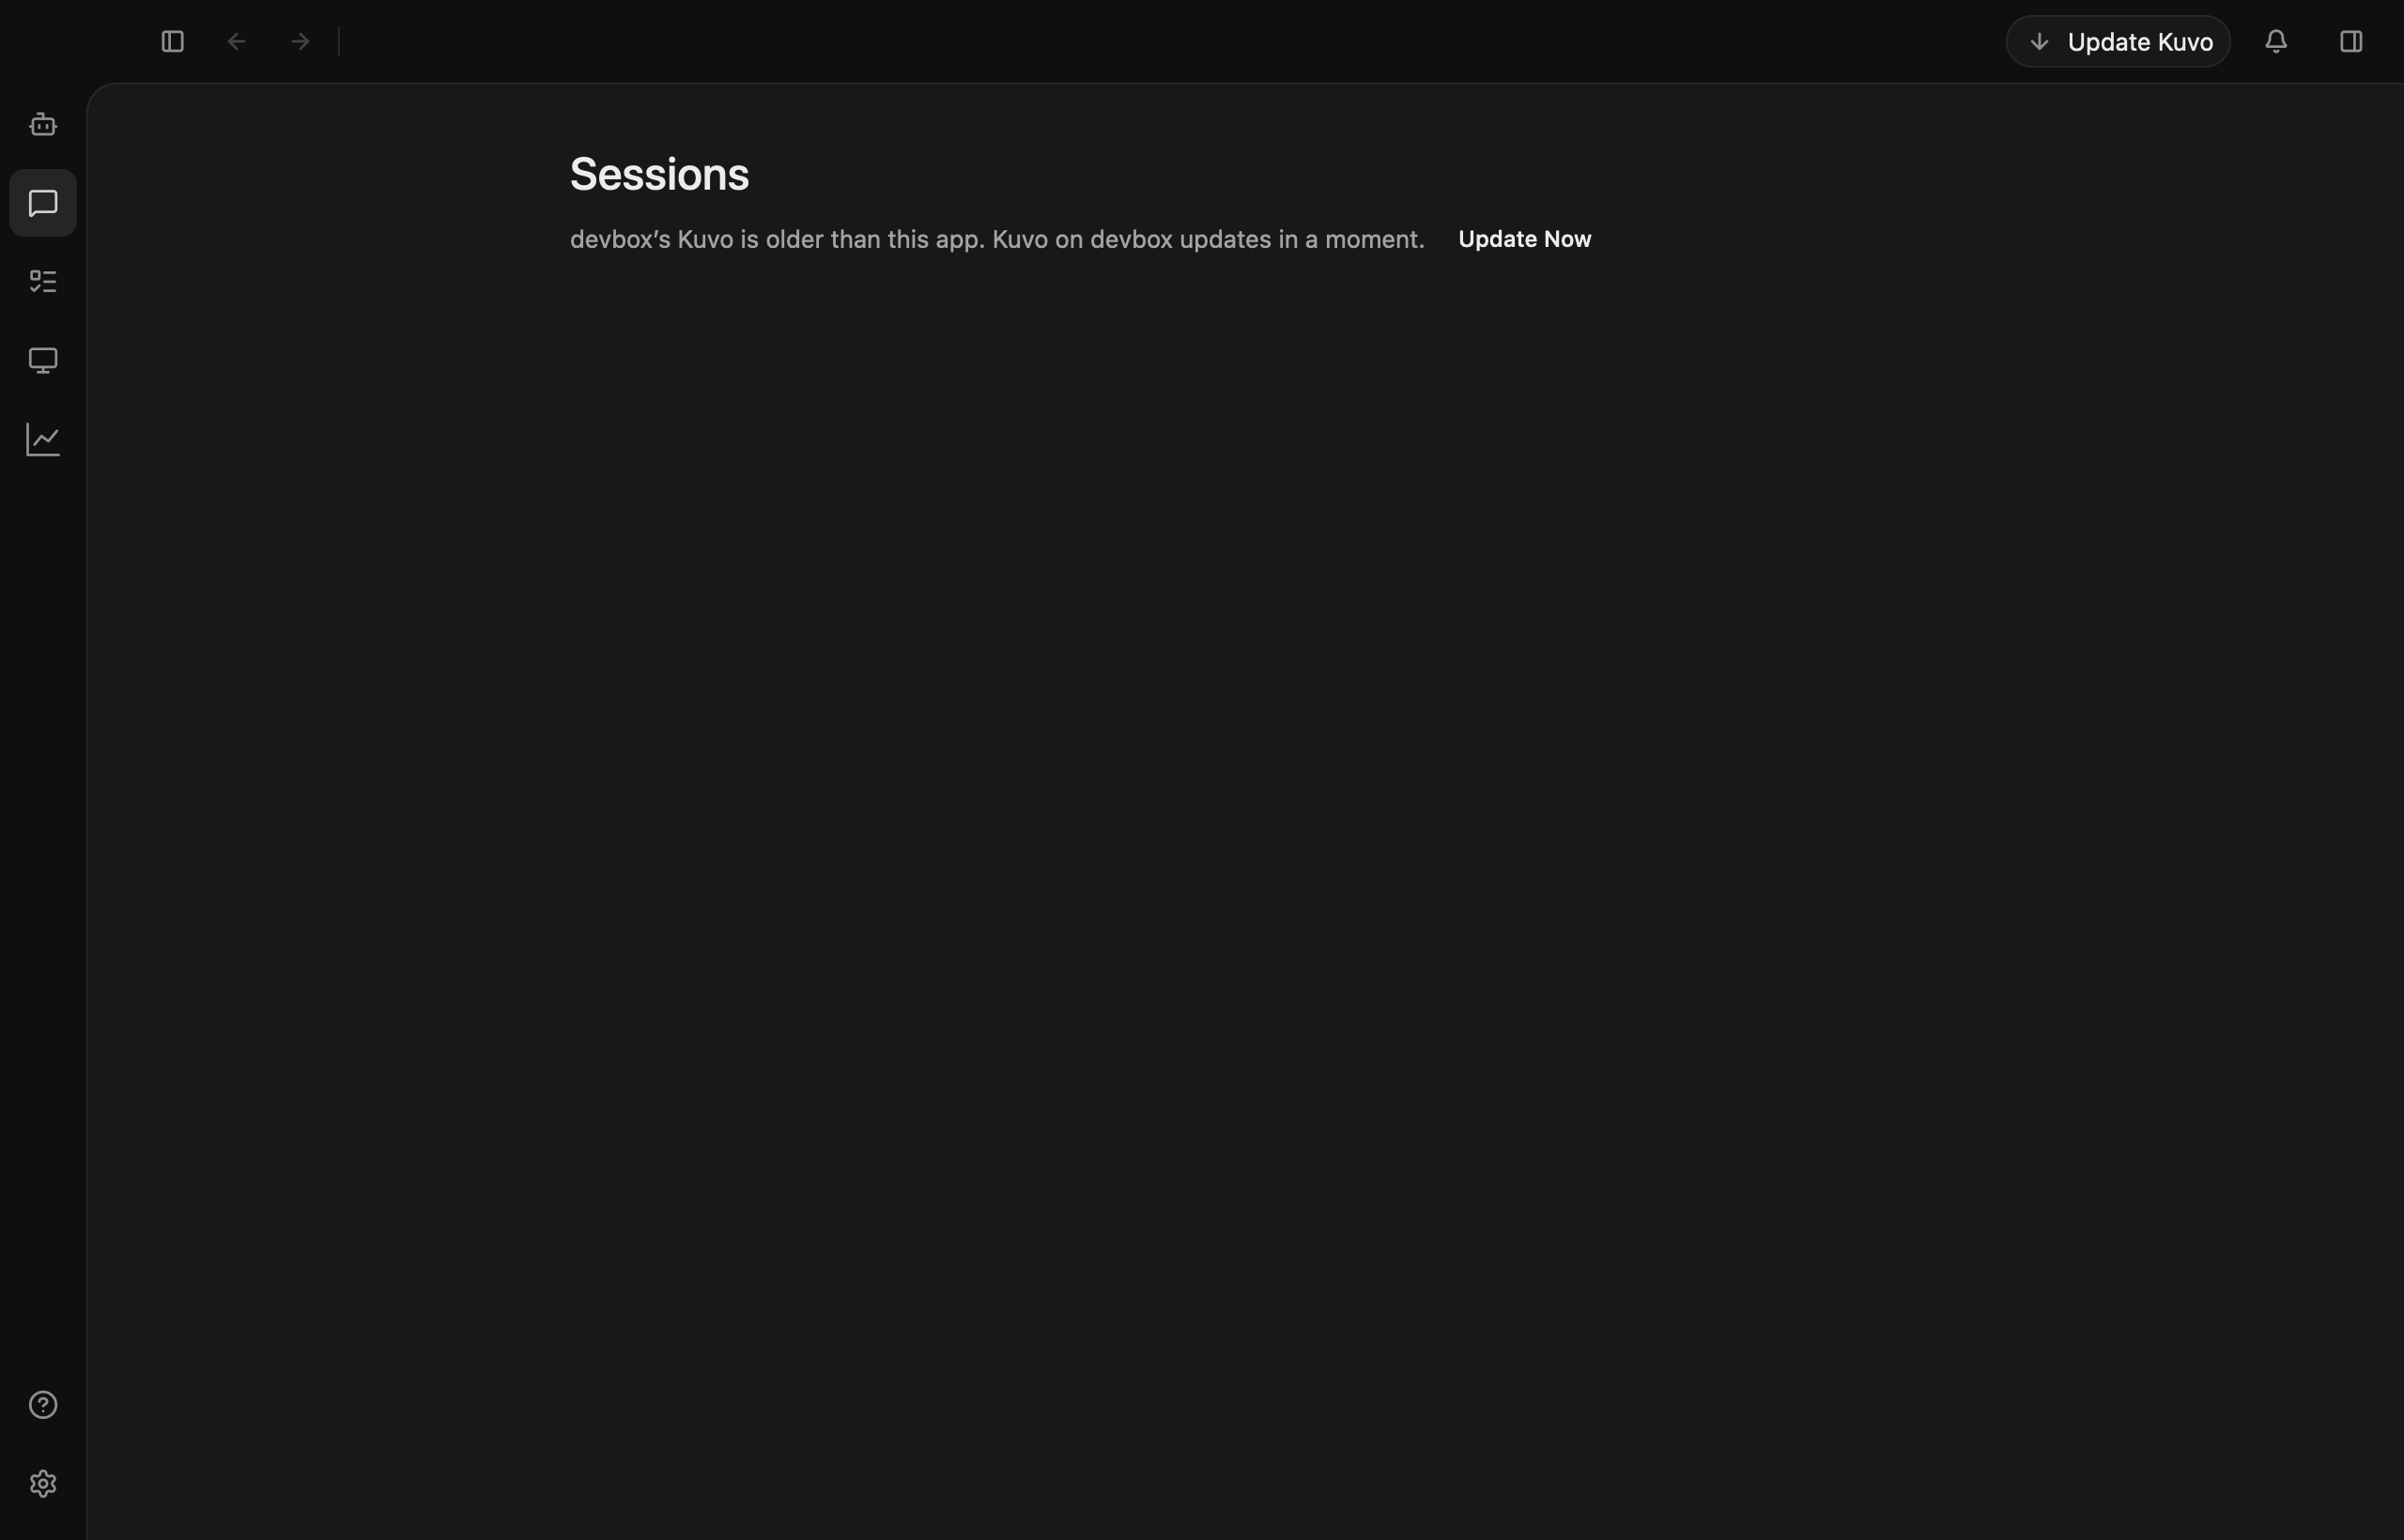 Update Kuvo
Sessions
devbox’s Kuvo is older than this app. Kuvo on devbox updates in a moment. Update Now